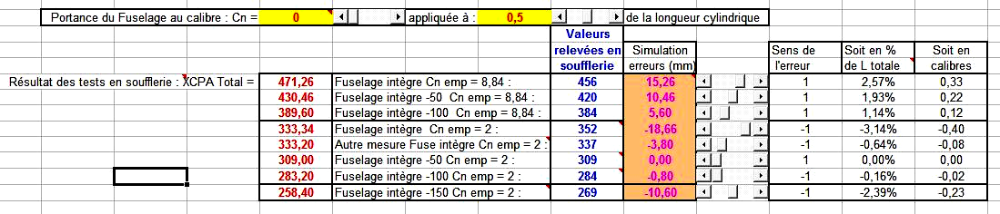 Portance du Fuselage au calibre : Cn = 0 appliquée à : 0,5 de la longueur cylindrique
Valeurs
relevées en Simulation Sens de Soit en % Soit en
soufflerie erreurs (mm) l'erreur de L totale calibres
Résultat des tests en soufflerie : XCPA Total = 471,26 Fuselage intègre Cn emp = 8,84 : 456 15,26 1 2,57% 0,33
430,46 Fuselage intègre -50 Cn emp = 8,84 : 420 10,46 1 1,93% 0,22
389,60 Fuselage intègre -100 Cn emp = 8,84 : 384 5,60 1 1,14% 0,12
333,34 Fuselage intègre Cn emp = 2 : 352 -18,66 -1 -3,14% -0,40
333,20 Autre mesure Fuse intègre Cn emp = 2 : 337 -3,80 -1 -0,64% -0,08
309,00 Fuselage intègre -50 Cn emp = 2 : 309 0,00 1 0,00% 0,00
283,20 Fuselage intègre -100 Cn emp = 2 : 284 -0,80 -1 -0,16% -0,02
258,40 Fuselage intègre -150 Cn emp = 2 : 269 -10,60 -1 -2,39% -0,23